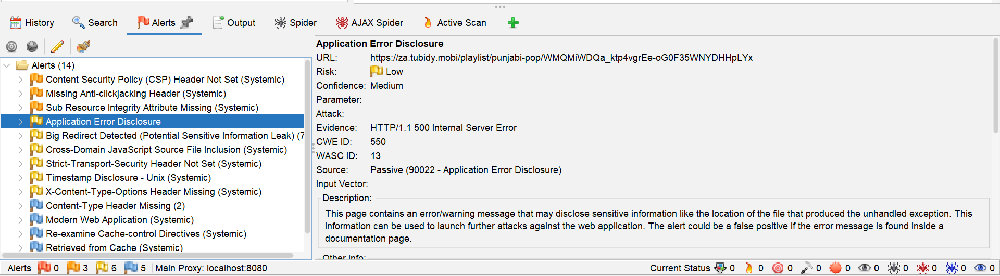 History Search Alerts Output Spider AJAX Spider Active Scan
Alerts (14)
Content Security Policy (CSP) Header Not Set (Systemic)
Missing Anti-clickjacking Header (Systemic)
Sub Resource Integrity Attribute Missing (Systemic)
Application Error Disclosure
Big Redirect Detected (Potential Sensitive Information Leak) (7
Cross-Domain JavaScript Source File Inclusion (Systemic)
Strict-Transport-Security Header Not Set (Systemic)
Timestamp Disclosure - Unix (Systemic)
X-Content-Type-Options Header Missing (Systemic)
Content-Type Header Missing (2)
Modern Web Application (Systemic)
Re-examine Cache-control Directives (Systemic)
Retrieved from Cache (Systemic)
Application Error Disclosure
URL: https://za.tubidy.mobi/playlist/punjabi-pop/WMQMiWDQa_ktp4vgrEe-oG0F35WNYDHHpLYx
Risk: Low
Confidence: Medium
Parameter:
Attack:
Evidence: HTTP/1.1 500 Internal Server Error
CWE ID: 550
WASC ID: 13
Source: Passive (90022 - Application Error Disclosure)
Input Vector:
Description:
This page contains an error/warning message that may disclose sensitive information like the location of the file that produced the unhandled exception. This
information can be used to launch further attacks against the web application. The alert could be a false positive if the error message is found inside a
documentation page.
Other Info:
Alerts 0 3 6 5 Main Proxy: localhost:8080 Current Status 0 0 0 0 0 0 0 0 0 0